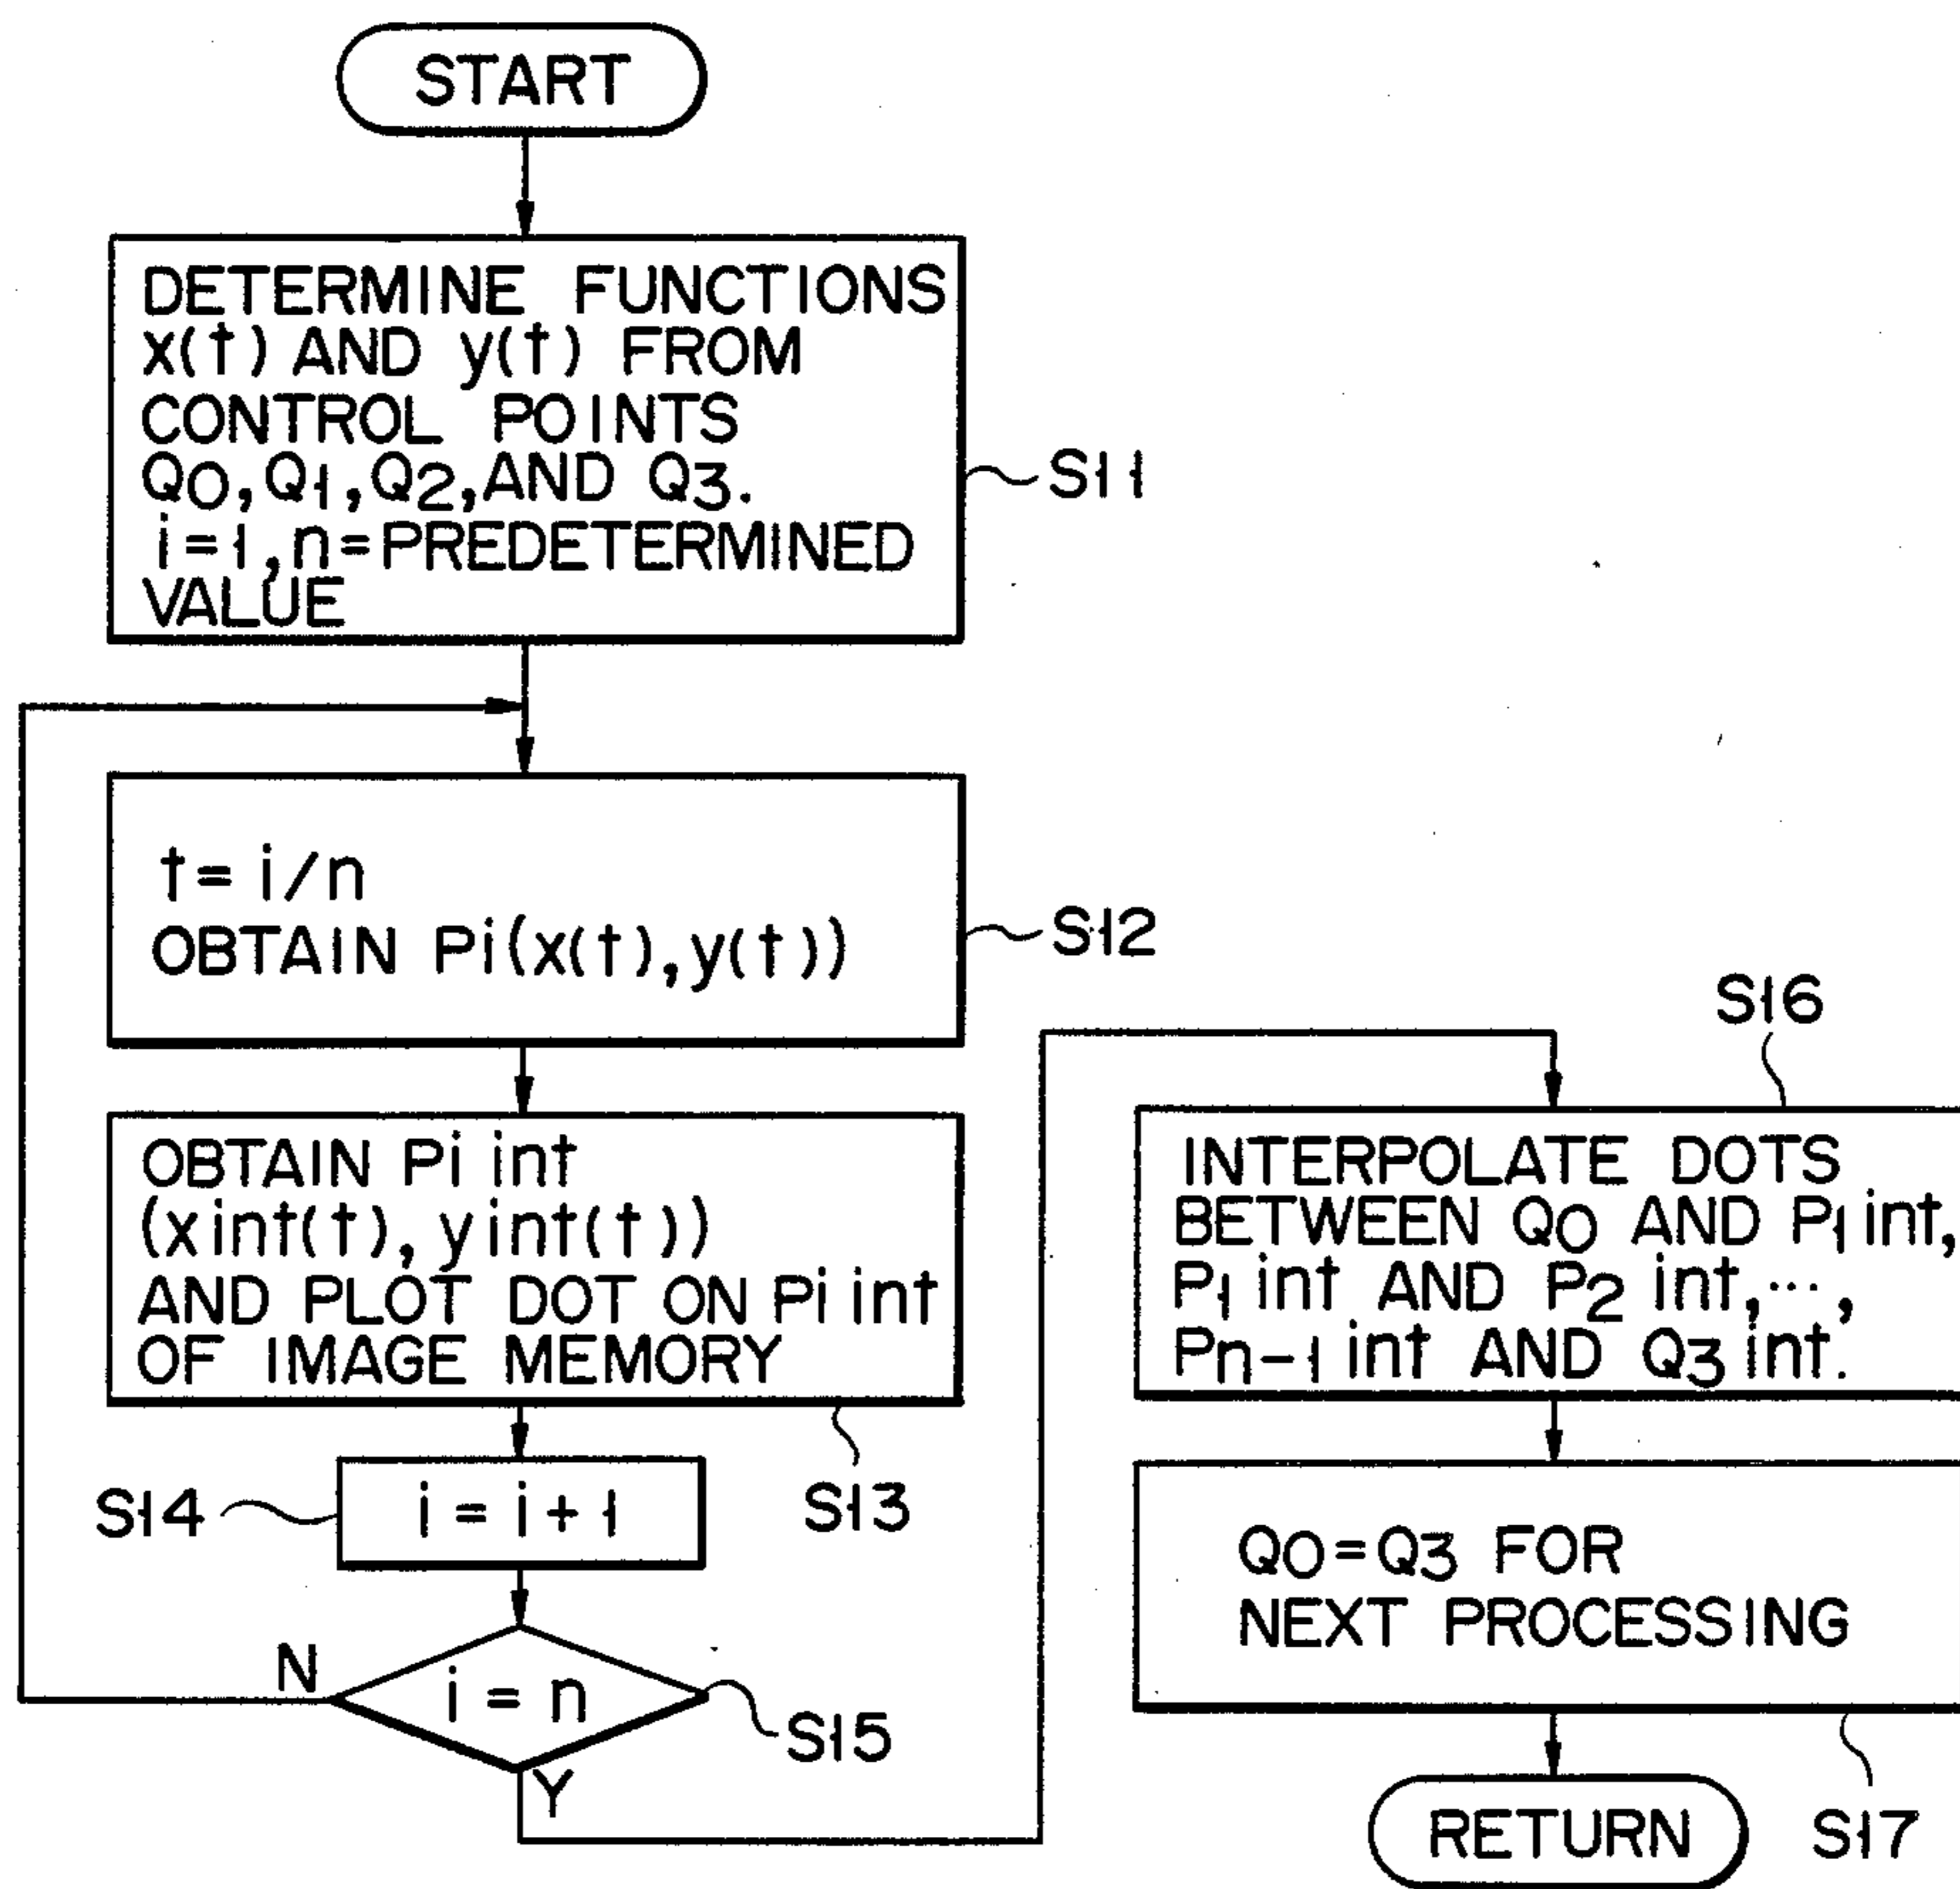 START
DETERMINE FUNCTIONS
x(t) AND y(t) FROM
CONTROL POINTS
Q0, Q1, Q2, AND Q3.
i=1, n=PREDETERMINED
VALUE
S11
t= i/n
OBTAIN Pi(x(t), y(t))
S12
OBTAIN Pi int
(xint(t), yint(t))
AND PLOT DOT ON Pi int
OF IMAGE MEMORY
S13
S14
i = i + 1
N
i = n
S15
Y
S16
INTERPOLATE DOTS
BETWEEN Q0 AND P1 int,
P1 int AND P2 int, ···,
Pn-1 int AND Q3 int.
Q0=Q3 FOR
NEXT PROCESSING
RETURN
S17